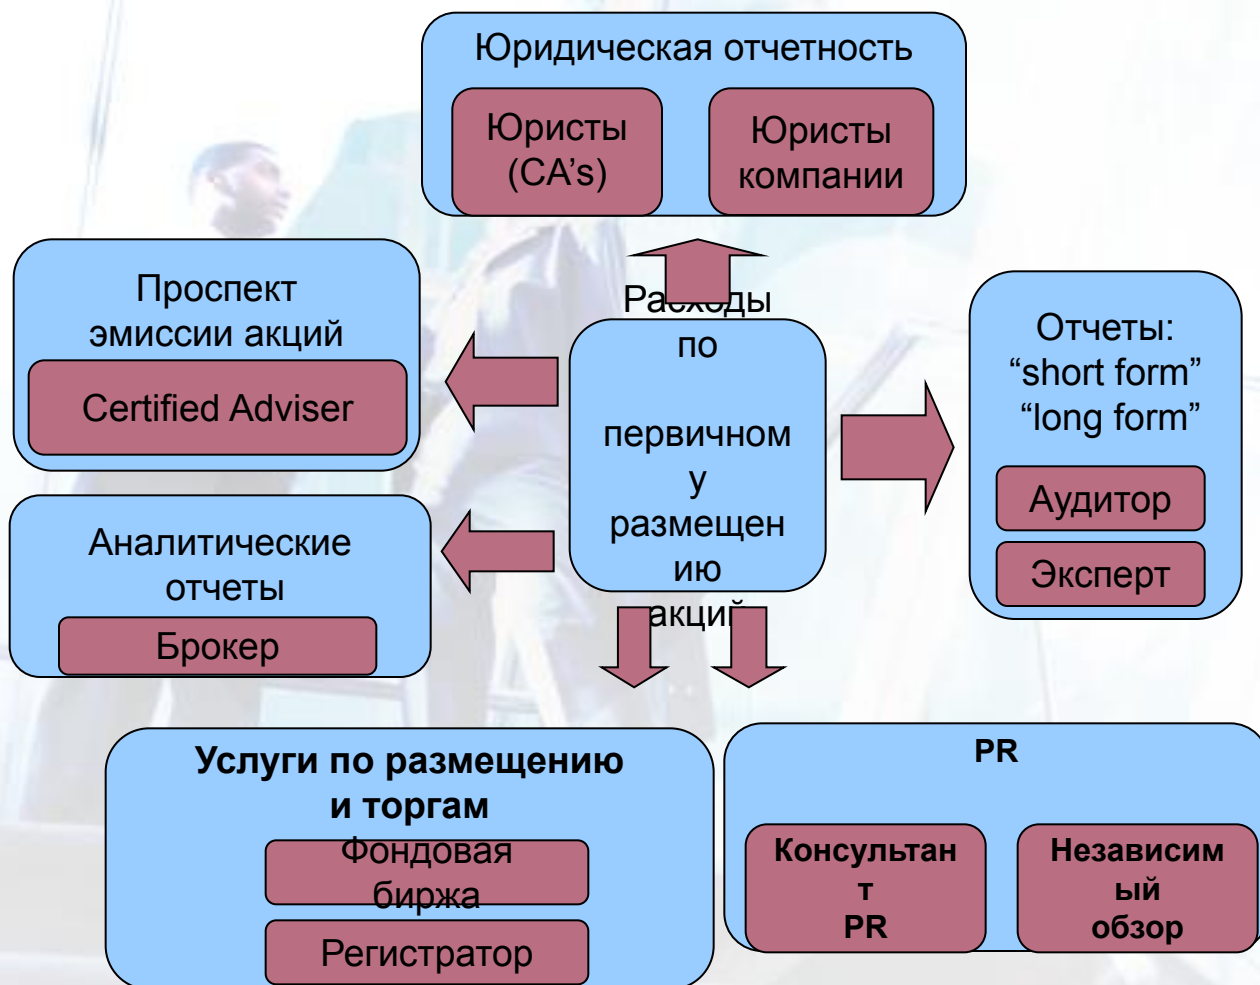 Юридическая отчетность
Юристы
(CA’s)
Юристы
компании
Проспект
эмиссии акций
Certified Adviser
Расходы
по
первичном
у
размещен
ию
акций
Отчеты:
“short form”
“long form”
Аудитор
Эксперт
Аналитические
отчеты
Брокер
Услуги по размещению
и торгам
Фондовая
биржа
Регистратор
PR
Консультан
т
PR
Независим
ый
обзор